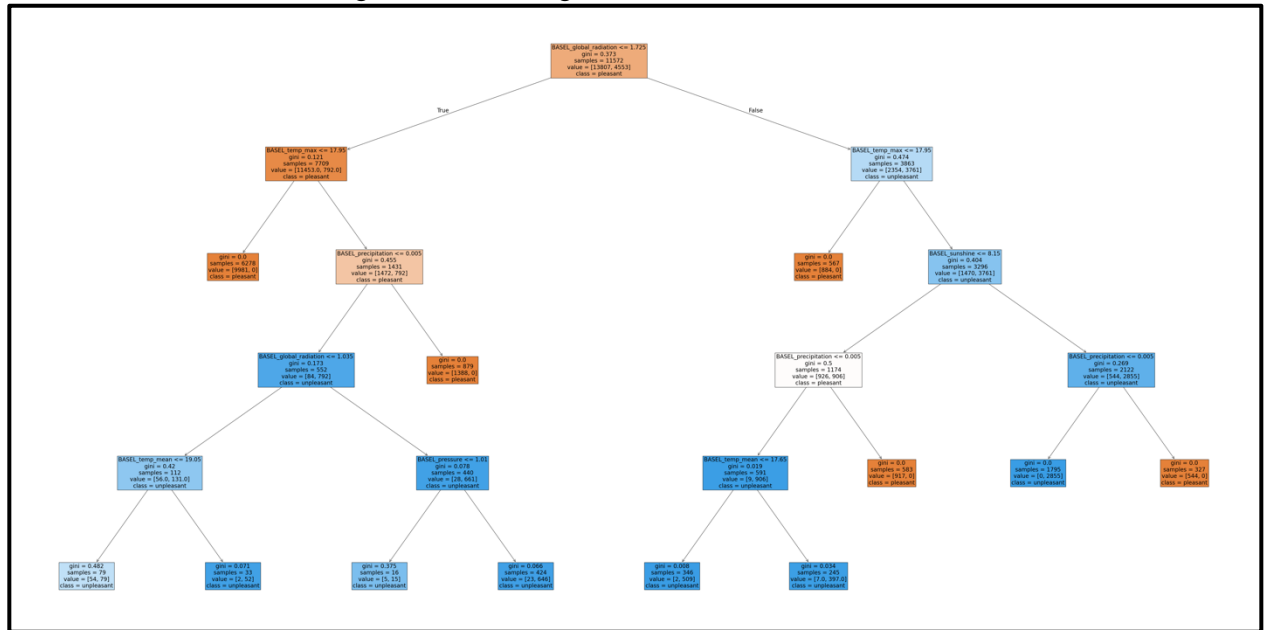 BASEL_global_radiation <= 1.725
gini = 0.373
samples = 11572
value = [13807, 4553]
class = pleasant
True
False
BASEL_temp_max <= 17.95
gini = 0.121
samples = 7709
value = [11453.0, 792.0]
class = pleasant
BASEL_temp_max <= 17.95
gini = 0.474
samples = 3863
value = [2354, 3761]
class = unpleasant
gini = 0.0
samples = 6278
value = [9981, 0]
class = pleasant
BASEL_precipitation <= 0.005
gini = 0.455
samples = 1431
value = [1472, 792]
class = pleasant
gini = 0.0
samples = 567
value = [884, 0]
class = pleasant
BASEL_sunshine <= 8.15
gini = 0.404
samples = 3296
value = [1470, 3761]
class = unpleasant
BASEL_global_radiation <= 1.035
gini = 0.173
samples = 552
value = [84, 792]
class = unpleasant
gini = 0.0
samples = 879
value = [1388, 0]
class = pleasant
BASEL_precipitation <= 0.005
gini = 0.5
samples = 1174
value = [926, 906]
class = pleasant
BASEL_precipitation <= 0.005
gini = 0.269
samples = 2122
value = [544, 2855]
class = unpleasant
BASEL_temp_mean <= 19.05
gini = 0.42
samples = 112
value = [56.0, 131.0]
class = unpleasant
BASEL_pressure <= 1.01
gini = 0.078
samples = 440
value = [28, 661]
class = unpleasant
BASEL_temp_mean <= 17.65
gini = 0.019
samples = 591
value = [9, 906]
class = unpleasant
gini = 0.0
samples = 583
value = [917, 0]
class = pleasant
gini = 0.0
samples = 1795
value = [0, 2855]
class = unpleasant
gini = 0.0
samples = 327
value = [544, 0]
class = pleasant
gini = 0.482
samples = 79
value = [54, 79]
class = unpleasant
gini = 0.071
samples = 33
value = [2, 52]
class = unpleasant
gini = 0.375
samples = 16
value = [5, 15]
class = unpleasant
gini = 0.066
samples = 424
value = [23, 646]
class = unpleasant
gini = 0.008
samples = 346
value = [2, 509]
class = unpleasant
gini = 0.034
samples = 245
value = [7.0, 397.0]
class = unpleasant